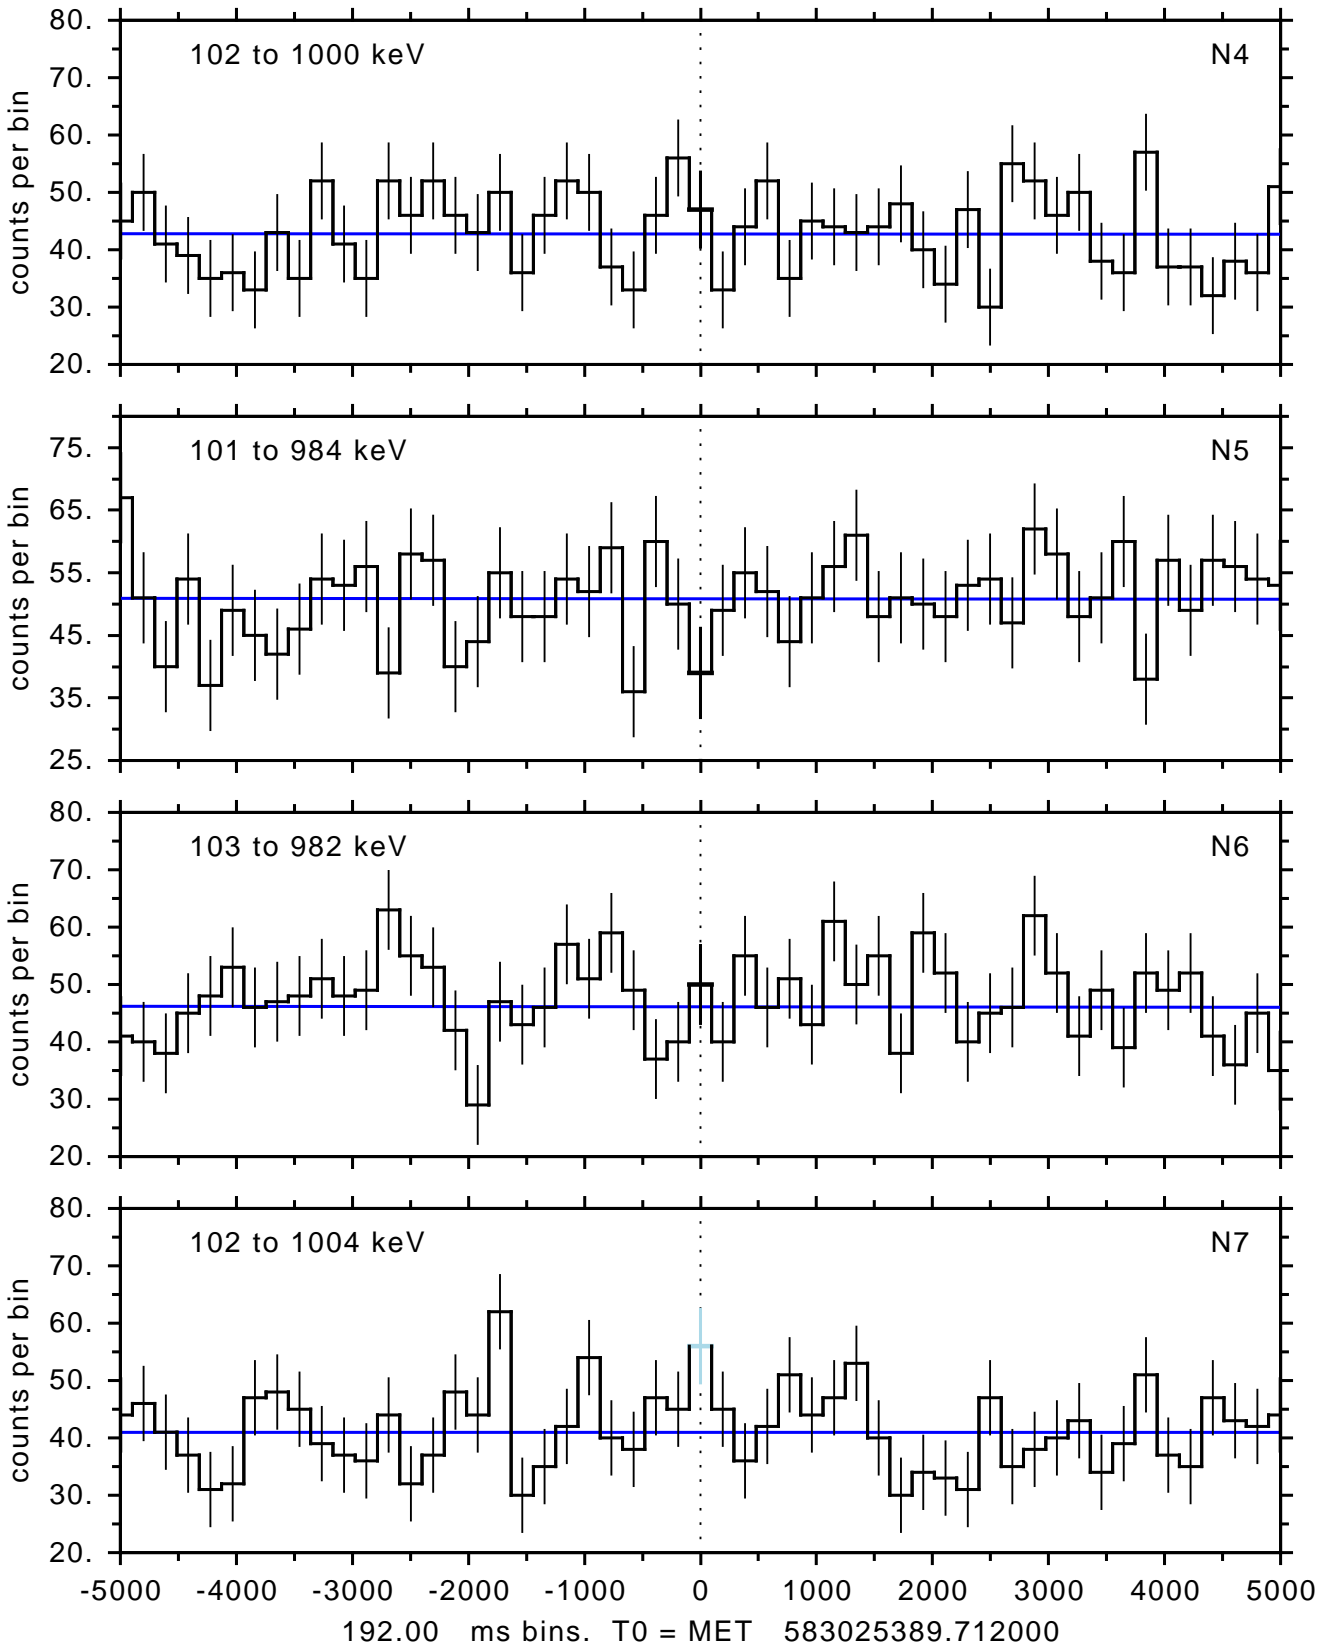 80.
102 to 1000 keV N4
70.
60.
50.
40.
30.
20.
counts per bin
101 to 984 keV N5
75.
65.
55.
45.
35.
25.
counts per bin
80.
103 to 982 keV N6
70.
60.
50.
40.
30.
20.
counts per bin
80.
102 to 1004 keV N7
70.
60.
50.
40.
30.
20.
counts per bin
-5000 -4000 -3000 -2000 -1000 0 1000 2000 3000 4000 5000
192.00 ms bins. T0 = MET 583025389.712000